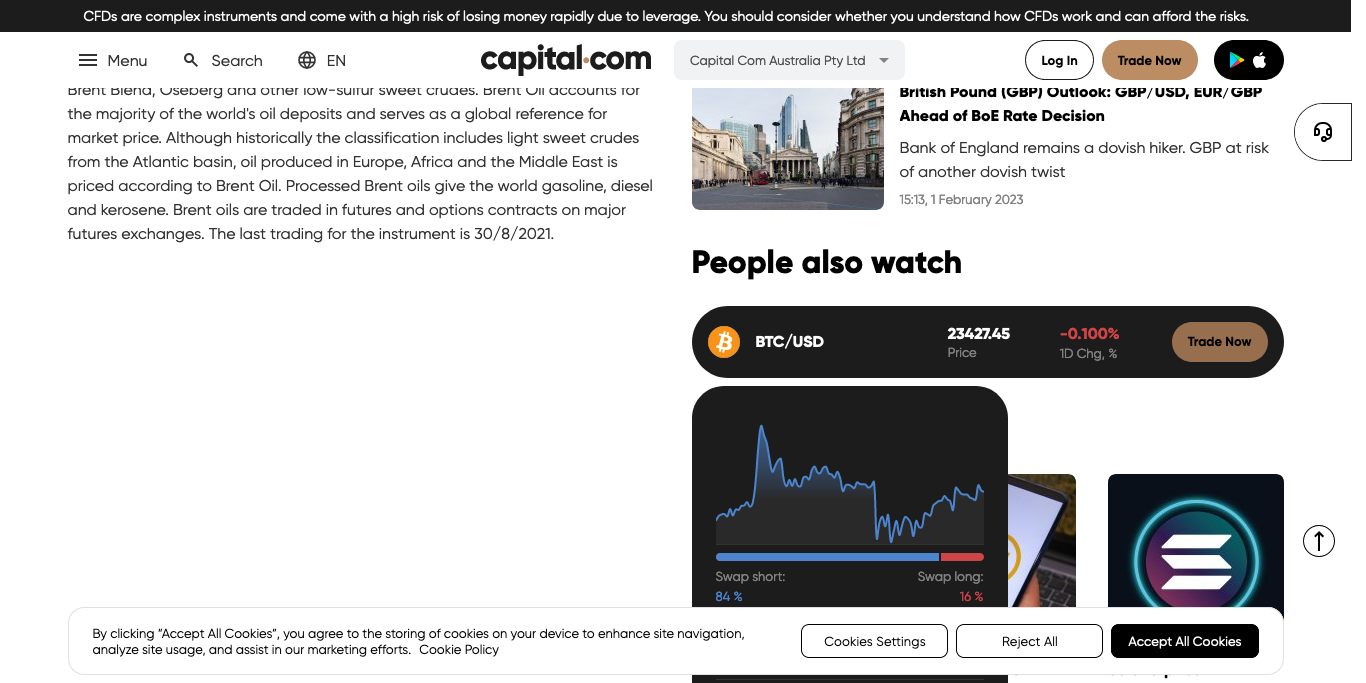 CFDs are complex instruments and come with a high risk of losing money rapidly due to leverage. You should consider whether you understand how CFDs work and can afford the risks.
Menu
Search
EN
capital.com
Capital Com Australia Pty Ltd
Log In
Trade Now
Brent Blend, Oseberg and other low-sulfur sweet crudes. Brent Oil accounts for
the majority of the world's oil deposits and serves as a global reference for
market price. Although historically the classification includes light sweet crudes
from the Atlantic basin, oil produced in Europe, Africa and the Middle East is
priced according to Brent Oil. Processed Brent oils give the world gasoline, diesel
and kerosene. Brent oils are traded in futures and options contracts on major
futures exchanges. The last trading for the instrument is 30/8/2021.
British Pound (GBP) Outlook: GBP/USD, EUR/GBP
Ahead of BoE Rate Decision
Bank of England remains a dovish hiker. GBP at risk
of another dovish twist
15:13, 1 February 2023
People also watch
BTC/USD
23427.45
Price
-0.100%
1D Chg, %
Trade Now
Swap short:
Swap long:
84 %
16 %
By clicking “Accept All Cookies”, you agree to the storing of cookies on your device to enhance site navigation,
analyze site usage, and assist in our marketing efforts. Cookie Policy
Cookies Settings
Reject All
Accept All Cookies